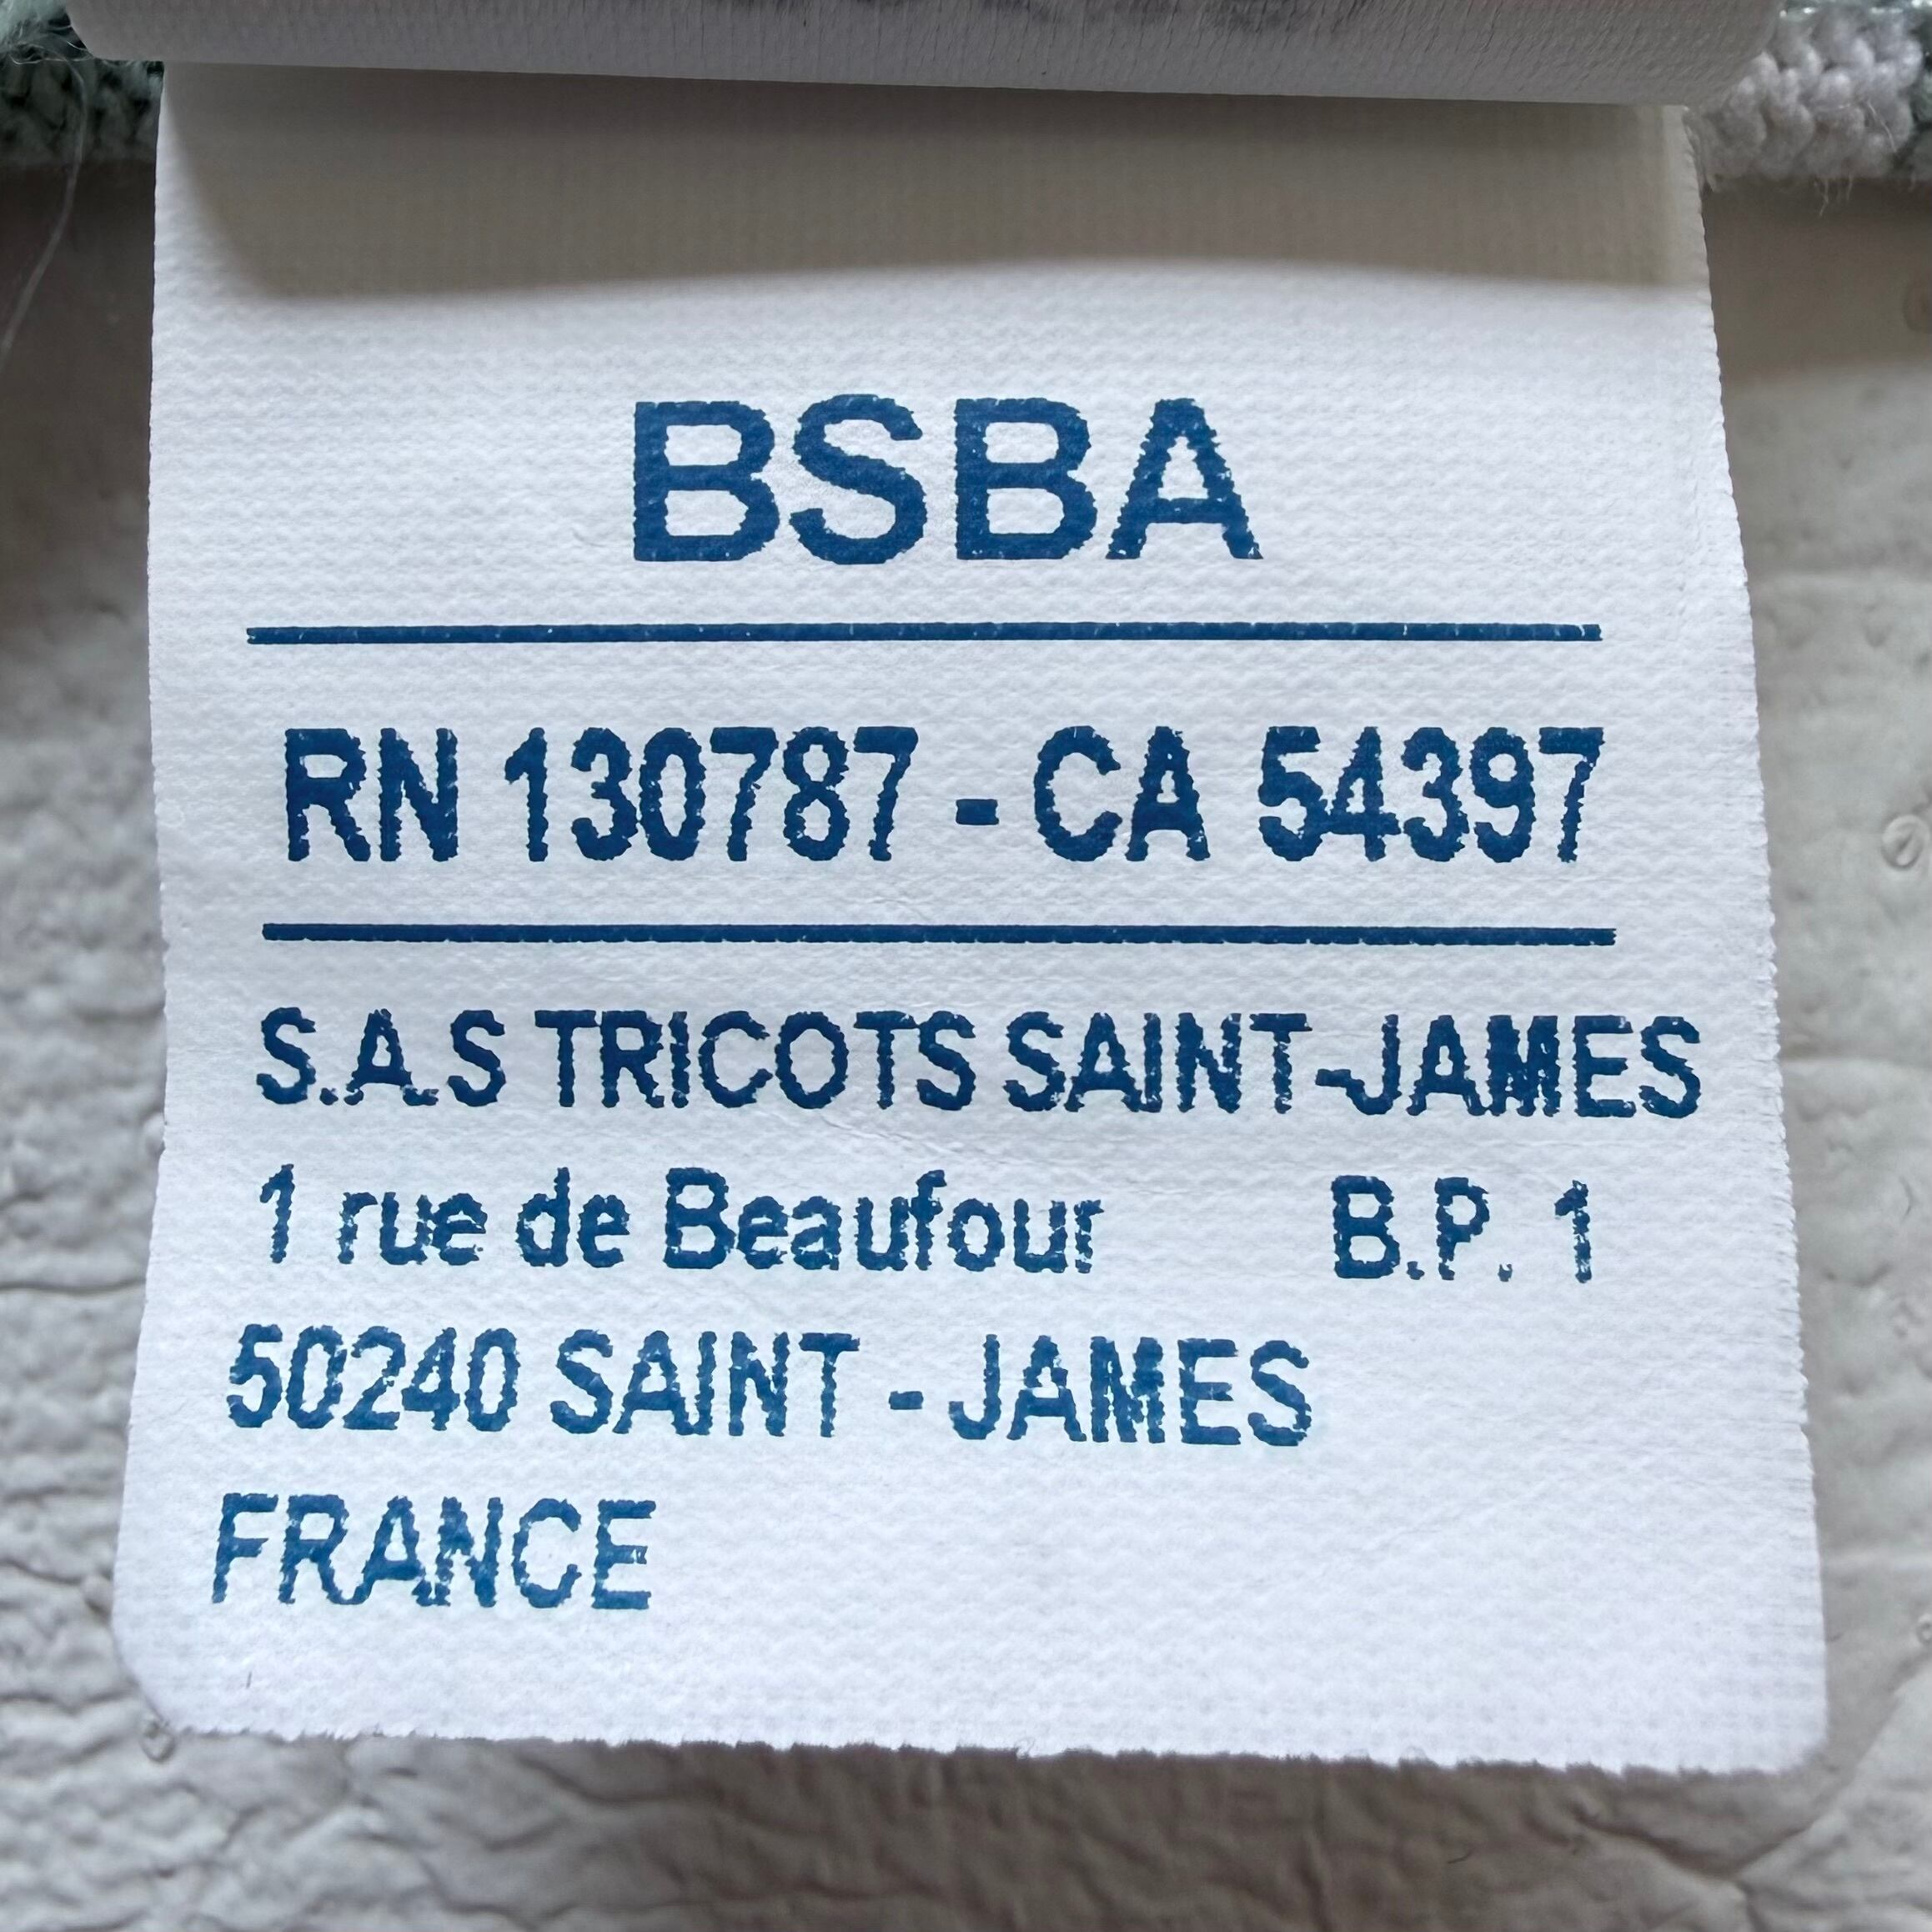 BSBA
RN 130787 - CA 54397
S.A.S TRICOTS SAINT-JAMES
1 rue de Beaufour B.P. 1
50240 SAINT - JAMES
FRANCE